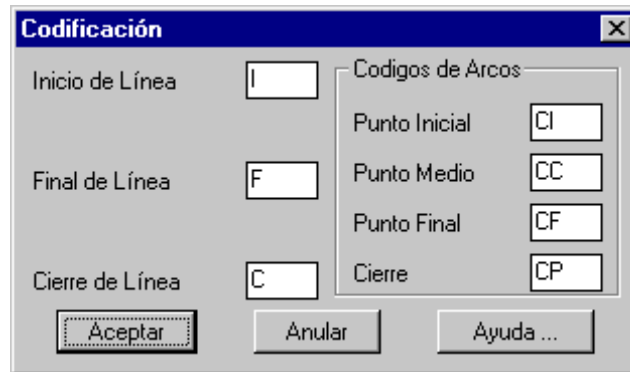 Codificación
Inicio de Línea I
Final de Línea F
Cierre de Línea C
Codigos de Arcos
Punto Inicial CI
Punto Medio CC
Punto Final CF
Cierre CP
Aceptar Anular Ayuda ...